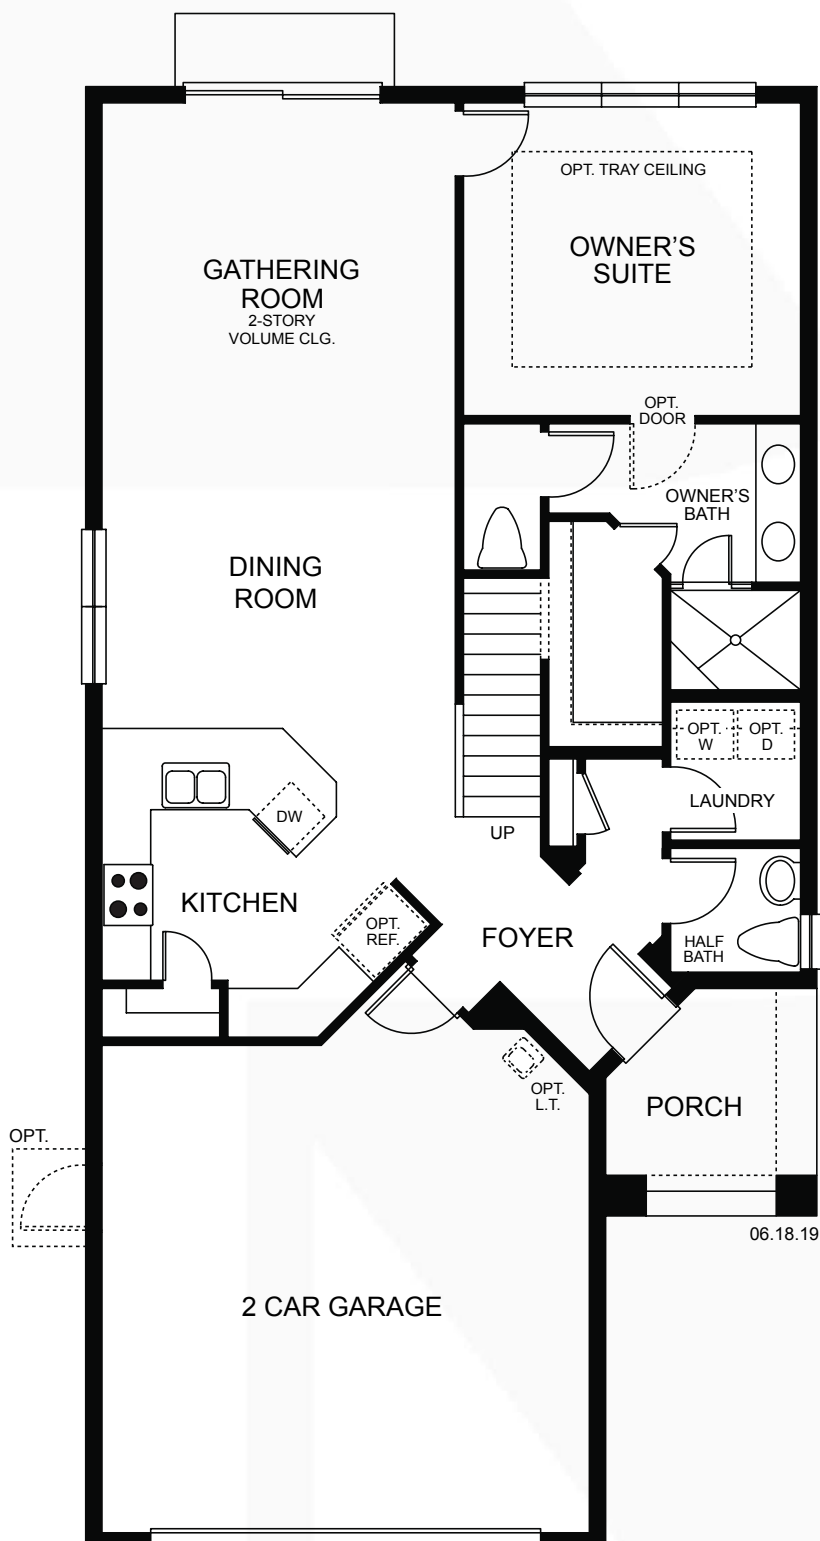 OPT. TRAY CEILING
OWNER'S
SUITE
GATHERING
ROOM
2-STORY
VOLUME CLG.
OPT.
DOOR
OWNER'S
BATH
DINING
ROOM
OPT.
W
OPT.
D
LAUNDRY
DW
UP
KITCHEN
OPT.
REF.
FOYER
HALF
BATH
OPT.
L.T.
PORCH
OPT.
06.18.19
2 CAR GARAGE